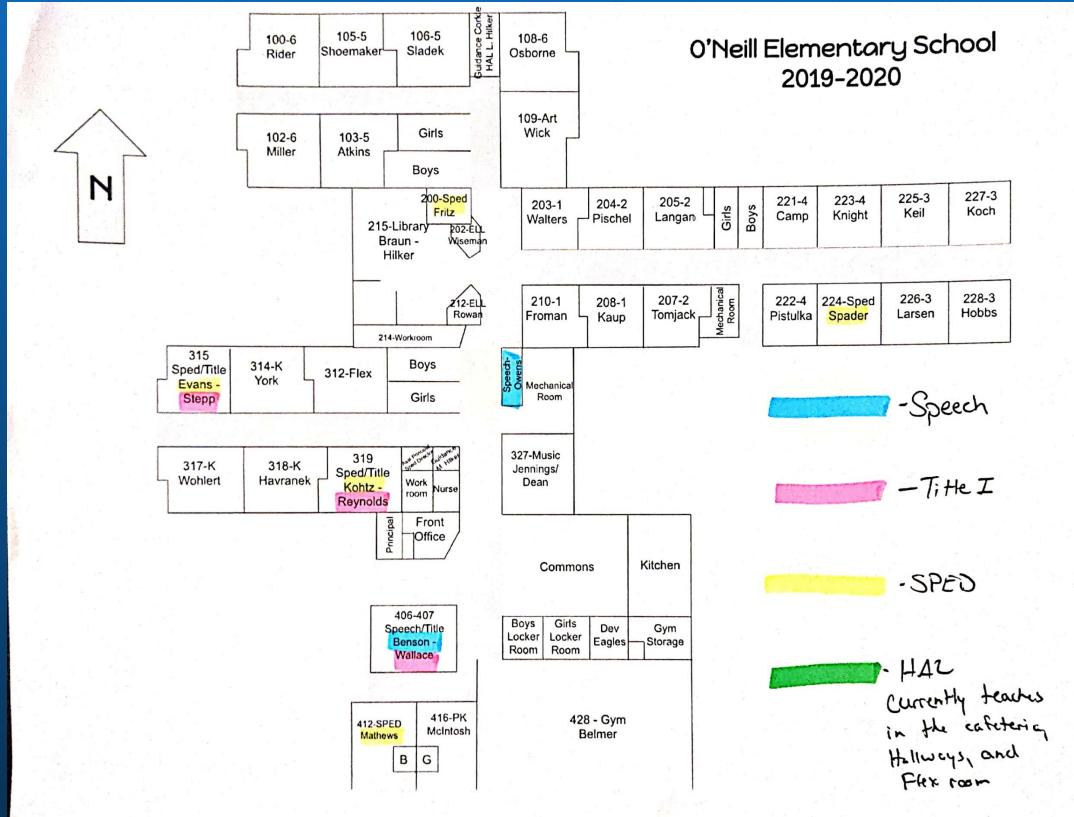 O'Neill Elementary School
2019-2020
N
100-6
Rider
105-5
Shoemaker
106-5
Sladek
Guidance Corkle
HAL L. Hilker
108-6
Osborne
109-Art
Wick
102-6
Miller
103-5
Atkins
Girls
Boys
200-Sped
Fritz
202-ELL
Wiseman
215-Library
Braun -
Hilker
212-ELL
Rowan
214-Workroom
203-1
Walters
204-2
Pischel
205-2
Langan
Girls
Boys
221-4
Camp
223-4
Knight
225-3
Keil
227-3
Koch
210-1
Froman
208-1
Kaup
207-2
Tomjack
Mechanical
Room
222-4
Pistulka
224-Sped
Spader
226-3
Larsen
228-3
Hobbs
315
Sped/Title
Evans -
Stepp
314-K
York
312-Flex
Boys
Girls
Speech-
Owens
Mechanical
Room
317-K
Wohlert
318-K
Havranek
319
Sped/Title
Kohtz -
Reynolds
Work
room
Nurse
Principal
Front
Office
327-Music
Jennings/
Dean
Commons
Kitchen
406-407
Speech/Title
Benson -
Wallace
Boys
Locker
Room
Girls
Locker
Room
Dev
Eagles
Gym
Storage
412-SPED
Mathews
416-PK
McIntosh
B
G
428 - Gym
Belmer
-Speech
-Title I
-SPED
- HAL
Currently teaches
in the cafeteria,
Hallways, and
Flex room